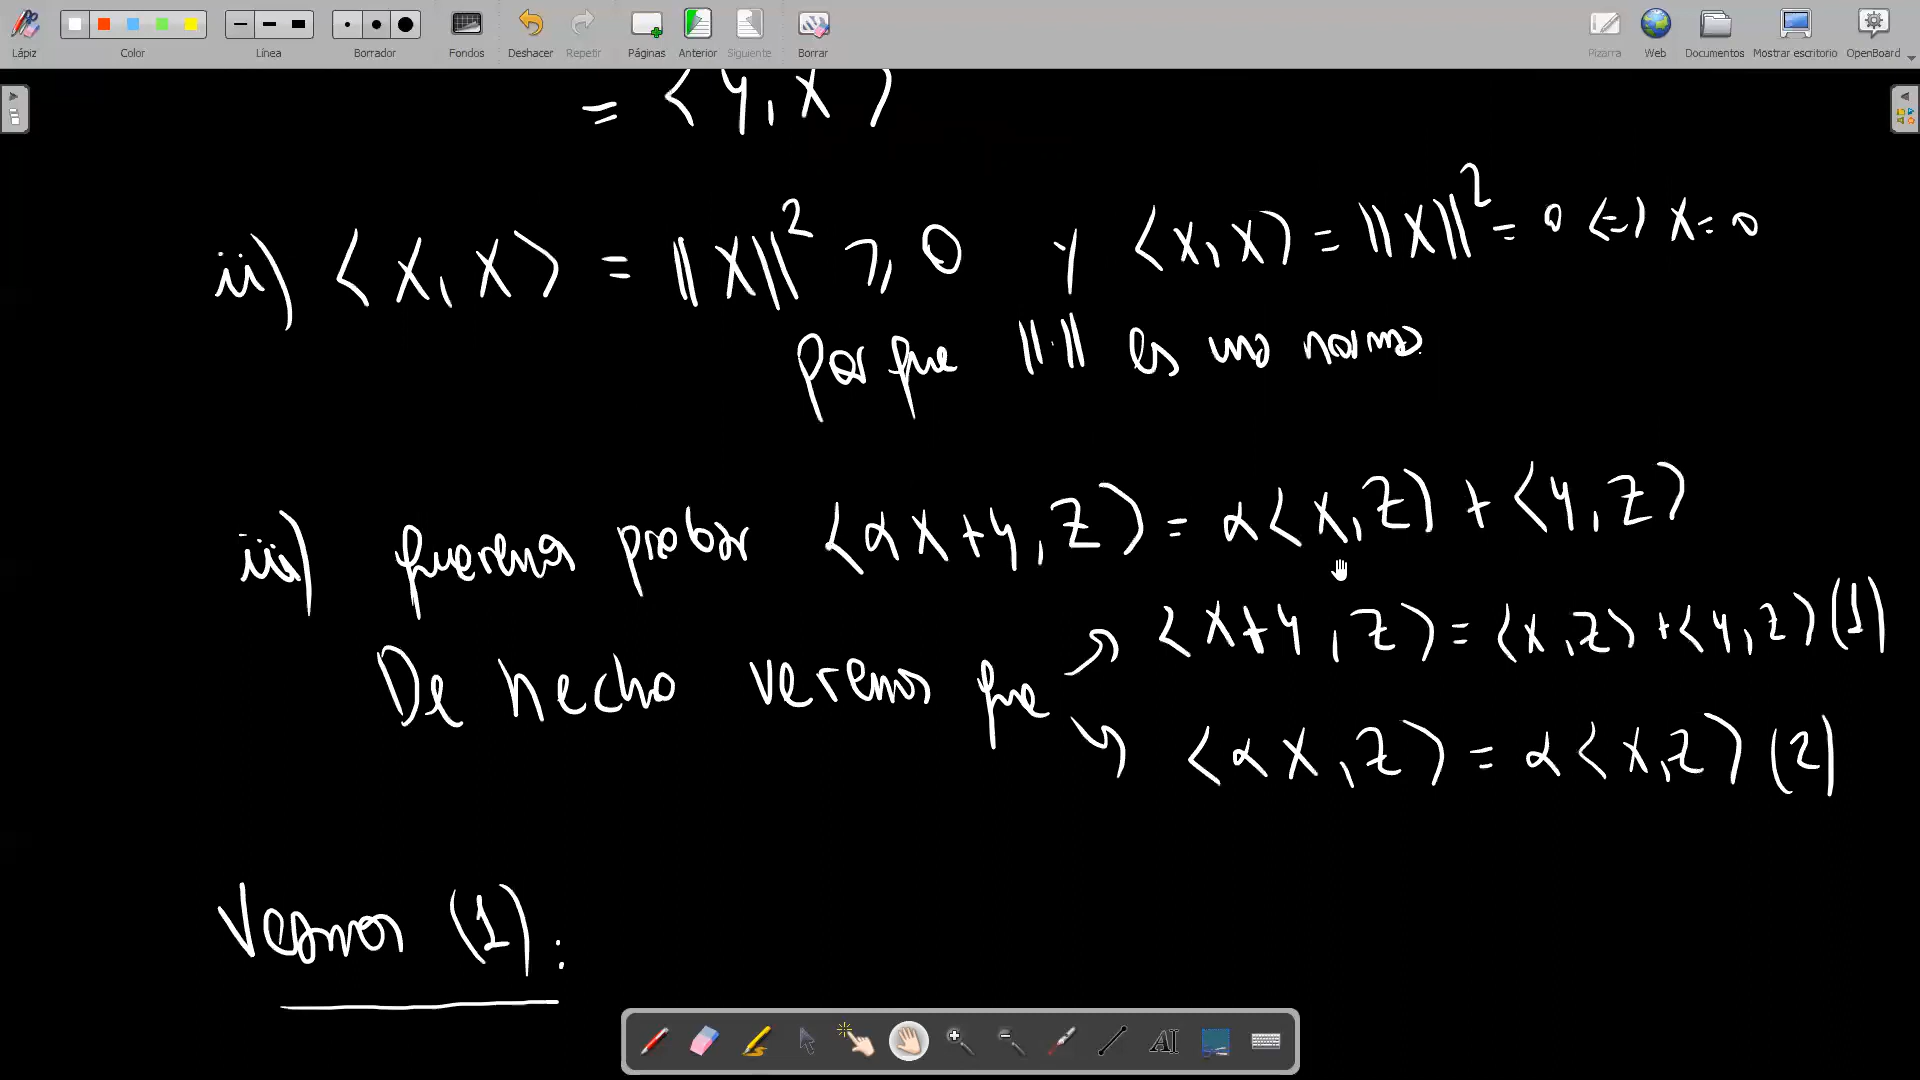 Lápiz Color Línea Borrador Fondos Deshacer Repetir Páginas Anterior Siguiente Borrar Pizarra Web Documentos Mostrar escritorio OpenBoard
= ⟨y, x⟩
ii) ⟨x, x⟩ = ||x||² ≥ 0 y ⟨x, x⟩ = ||x||² = 0 ⟺ x = 0
Porque ||·|| es una norma.
iii) queremos probar ⟨αx+y, z⟩ = α⟨x, z⟩ + ⟨y, z⟩
⟨x+y, z⟩ = ⟨x, z⟩ + ⟨y, z⟩ (1)
De hecho veremos que
⟨αx, z⟩ = α⟨x, z⟩ (2)
Veamos (1):
AI